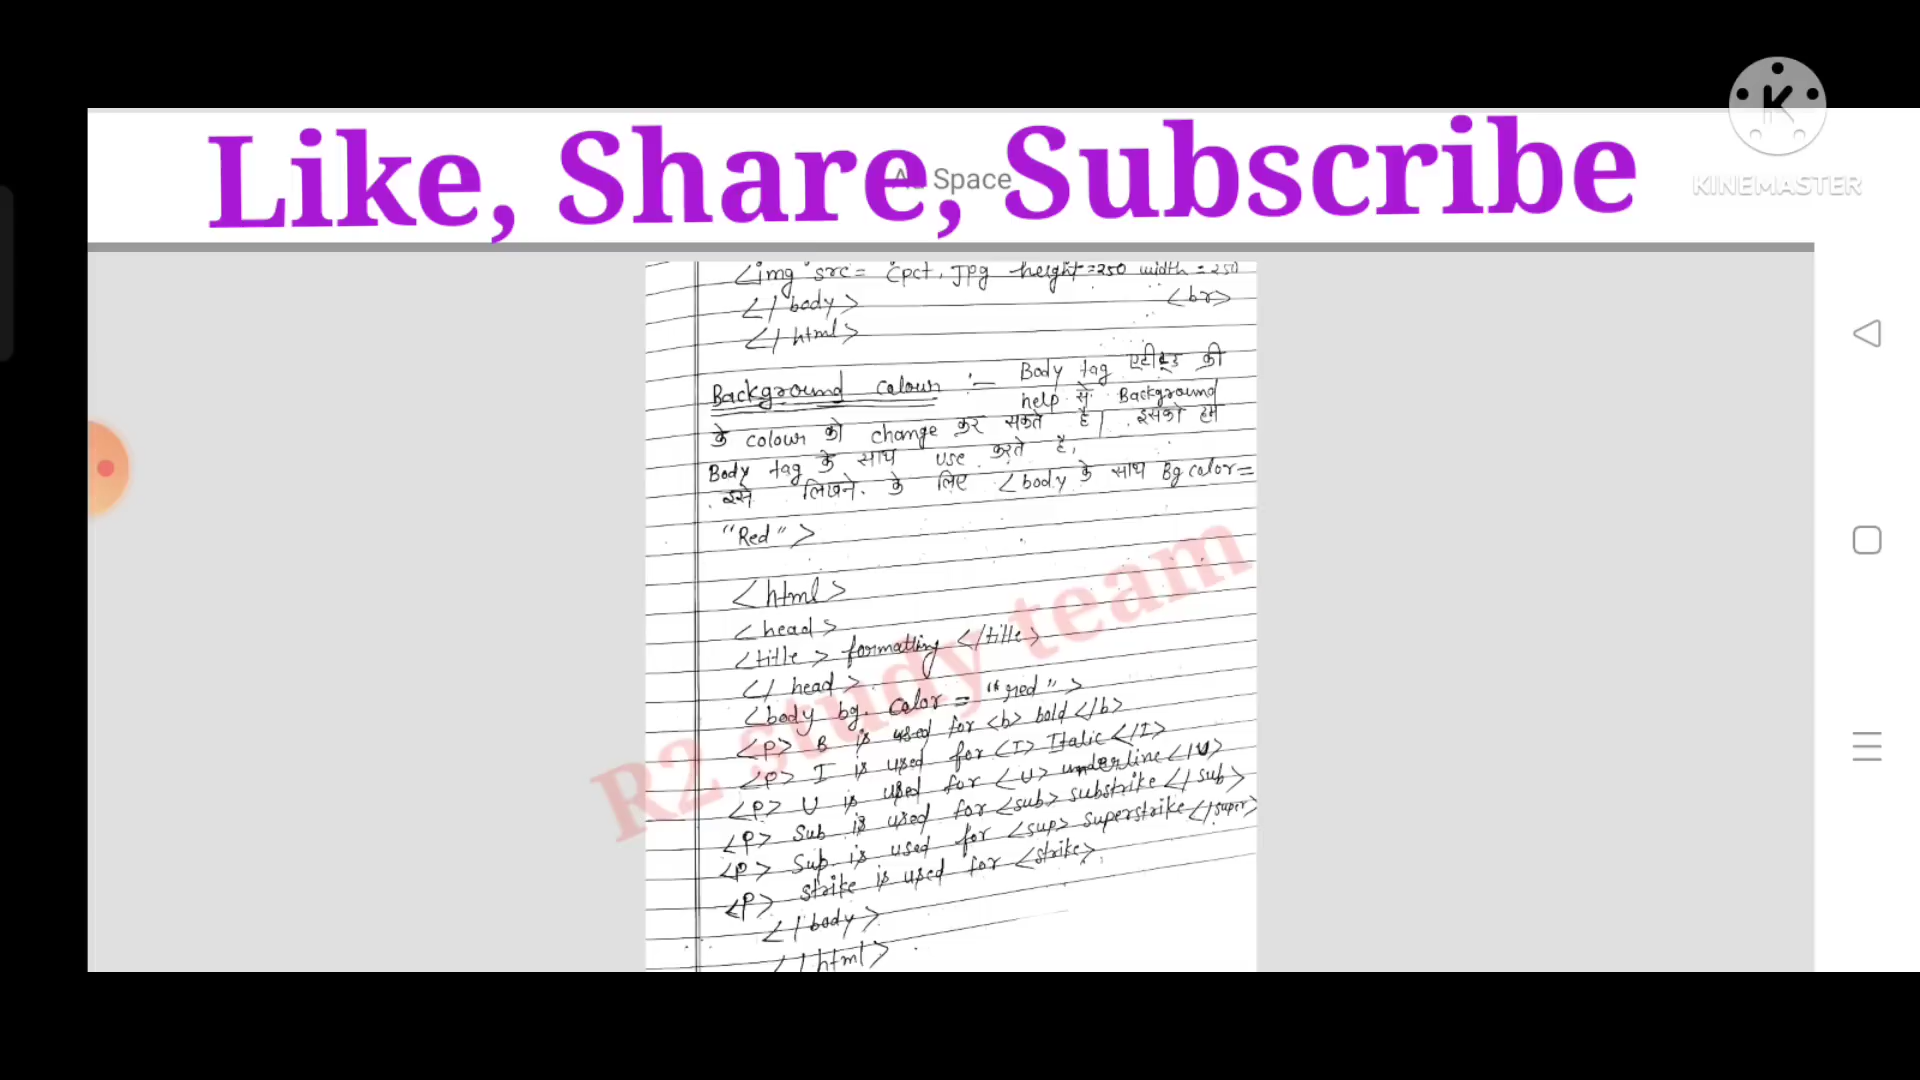 Like, Share, Subscribe
Ad Space
KINEMASTER
<img src= cpct.Jpg height=250 width=250
</body> <br>
</html>
Background colour :- Body tag एटीब्यूट की
help से Background
के colour को change कर सकते है| इसको हम
Body tag के साथ use करते है,
इसे लिखने के लिए <body के साथ Bg color=
"Red">
<html>
<head>
<title> formatting </title>
</head>
<body bg. color = "red">
<p> B is used for <b> bold </b>
<p> I is used for <I> Italic </I>
<p> U is used for <U> underline </U>
<p> Sub is used for <sub> substrike </sub>
<p> Sup is used for <sup> superstrike </super>
<p> strike is used for <strike>
</body>
</html>
R2 study team